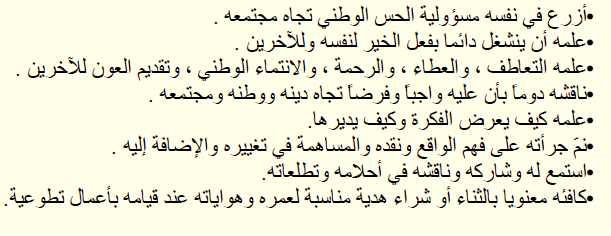 •أزرع في نفسه مسؤولية الحس الوطني تجاه مجتمعه .
•علمه أن ينشغل دائما بفعل الخير لنفسه وللآخرين .
•علمه التعاطف ، والعطاء ، والرحمة ، والانتماء الوطني ، وتقديم العون للآخرين .
•ناقشه دوماً بأن عليه واجباً وفرضاً تجاه دينه ووطنه ومجتمعه .
•علمه كيف يعرض الفكرة وكيف يديرها.
•نمّ جرأته على فهم الواقع ونقده والمساهمة في تغييره والإضافة إليه .
•استمع له وشاركه وناقشه في أحلامه وتطلعاته.
•كافئه معنويا بالثناء أو شراء هدية مناسبة لعمره وهواياته عند قيامه بأعمال تطوعية.